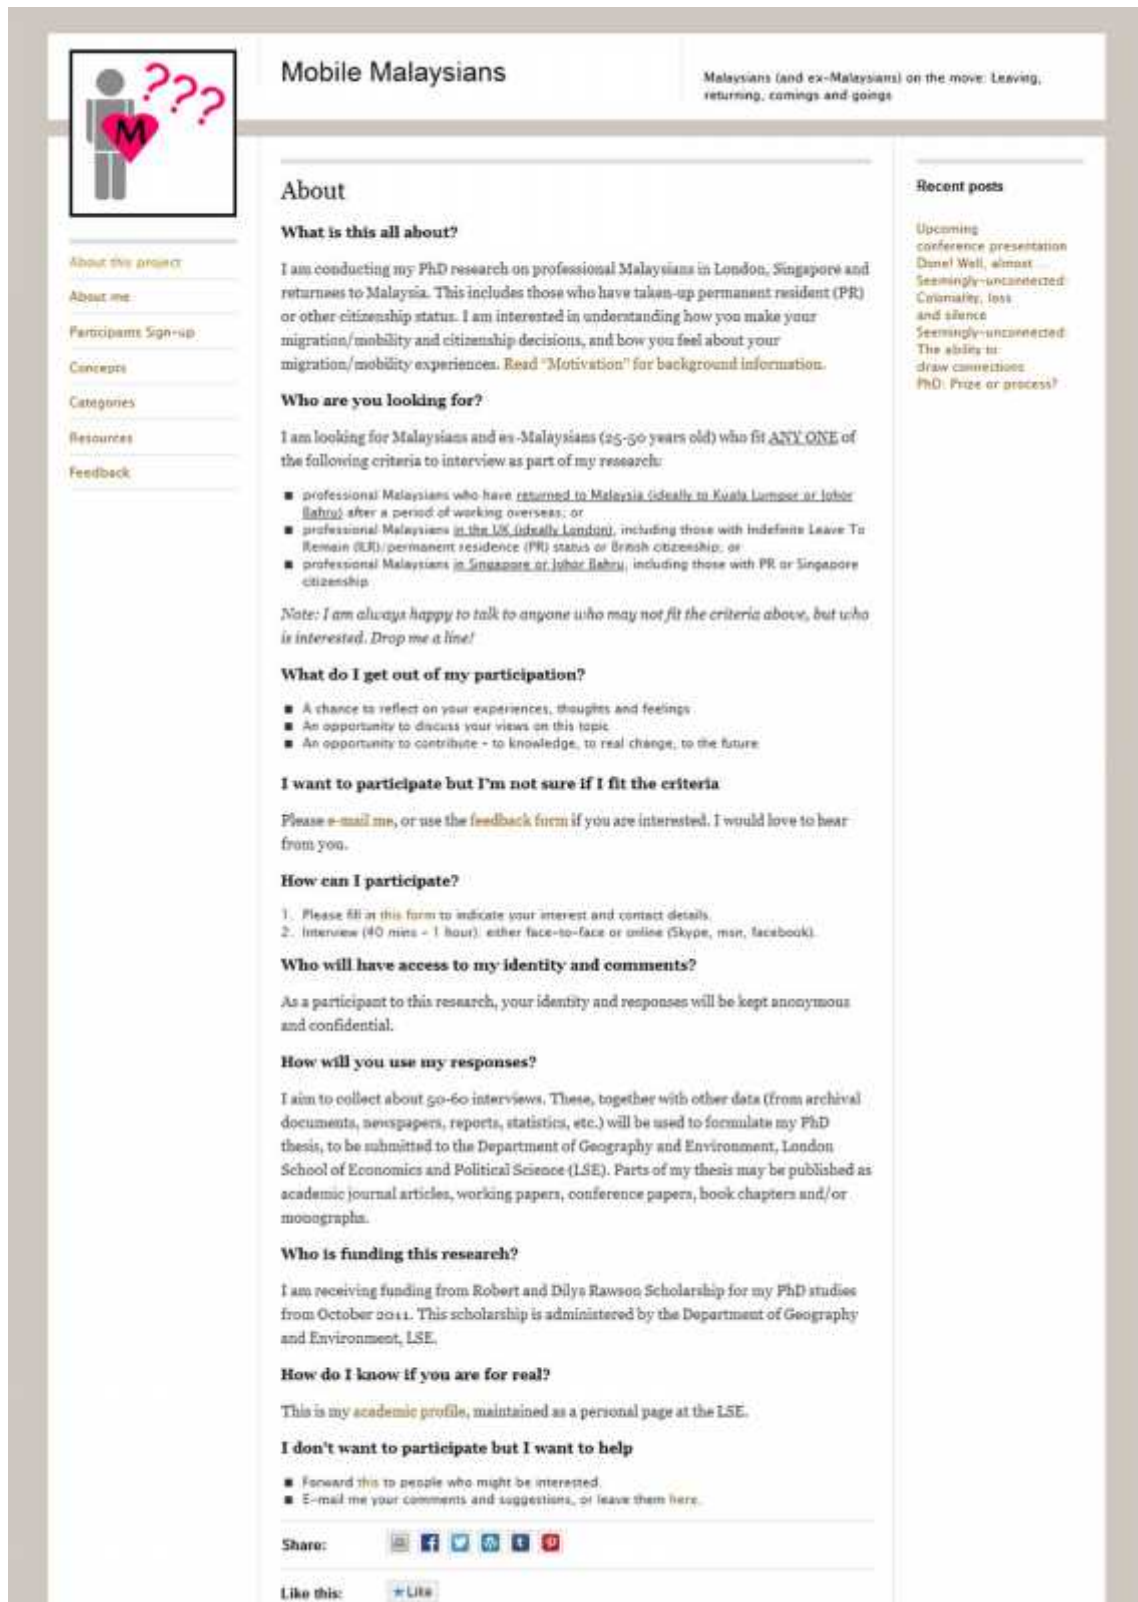 ???
M
Mobile Malaysians
Malaysians (and ex-Malaysians) on the move: Leaving,
returning, comings and goings
About this project
About me
Participants Sign-up
Concepts
Categories
Resources
Feedback
About
What is this all about?
I am conducting my PhD research on professional Malaysians in London, Singapore and
returnees to Malaysia. This includes those who have taken-up permanent resident (PR)
or other citizenship status. I am interested in understanding how you make your
migration/mobility and citizenship decisions, and how you feel about your
migration/mobility experiences. Read "Motivation" for background information.
Who are you looking for?
I am looking for Malaysians and ex-Malaysians (25-50 years old) who fit ANY ONE of
the following criteria to interview as part of my research:
■ professional Malaysians who have returned to Malaysia (ideally to Kuala Lumpur or Johor
Bahru) after a period of working overseas; or
■ professional Malaysians in the UK (ideally London), including those with Indefinite Leave To
Remain (ILR)/permanent residence (PR) status or British citizenship; or
■ professional Malaysians in Singapore or Johor Bahru, including those with PR or Singapore
citizenship
Note: I am always happy to talk to anyone who may not fit the criteria above, but who
is interested. Drop me a line!
What do I get out of my participation?
■ A chance to reflect on your experiences, thoughts and feelings
■ An opportunity to discuss your views on this topic
■ An opportunity to contribute - to knowledge, to real change, to the future
I want to participate but I'm not sure if I fit the criteria
Please e-mail me, or use the feedback form if you are interested. I would love to hear
from you.
How can I participate?
1. Please fill in this form to indicate your interest and contact details.
2. Interview (40 mins - 1 hour): either face-to-face or online (Skype, msn, facebook).
Who will have access to my identity and comments?
As a participant to this research, your identity and responses will be kept anonymous
and confidential.
How will you use my responses?
I aim to collect about 50-60 interviews. These, together with other data (from archival
documents, newspapers, reports, statistics, etc.) will be used to formulate my PhD
thesis, to be submitted to the Department of Geography and Environment, London
School of Economics and Political Science (LSE). Parts of my thesis may be published as
academic journal articles, working papers, conference papers, book chapters and/or
monographs.
Who is funding this research?
I am receiving funding from Robert and Dilys Rawson Scholarship for my PhD studies
from October 2011. This scholarship is administered by the Department of Geography
and Environment, LSE.
How do I know if you are for real?
This is my academic profile, maintained as a personal page at the LSE.
I don't want to participate but I want to help
■ Forward this to people who might be interested.
■ E-mail me your comments and suggestions, or leave them here.
Share:
Like this:
Like
Recent posts
Upcoming
conference presentation
Done! Well, almost ...
Seemingly-unconnected:
Coloniality, loss
and silence
Seemingly-unconnected:
The ability to
draw connections
PhD: Prize or process?